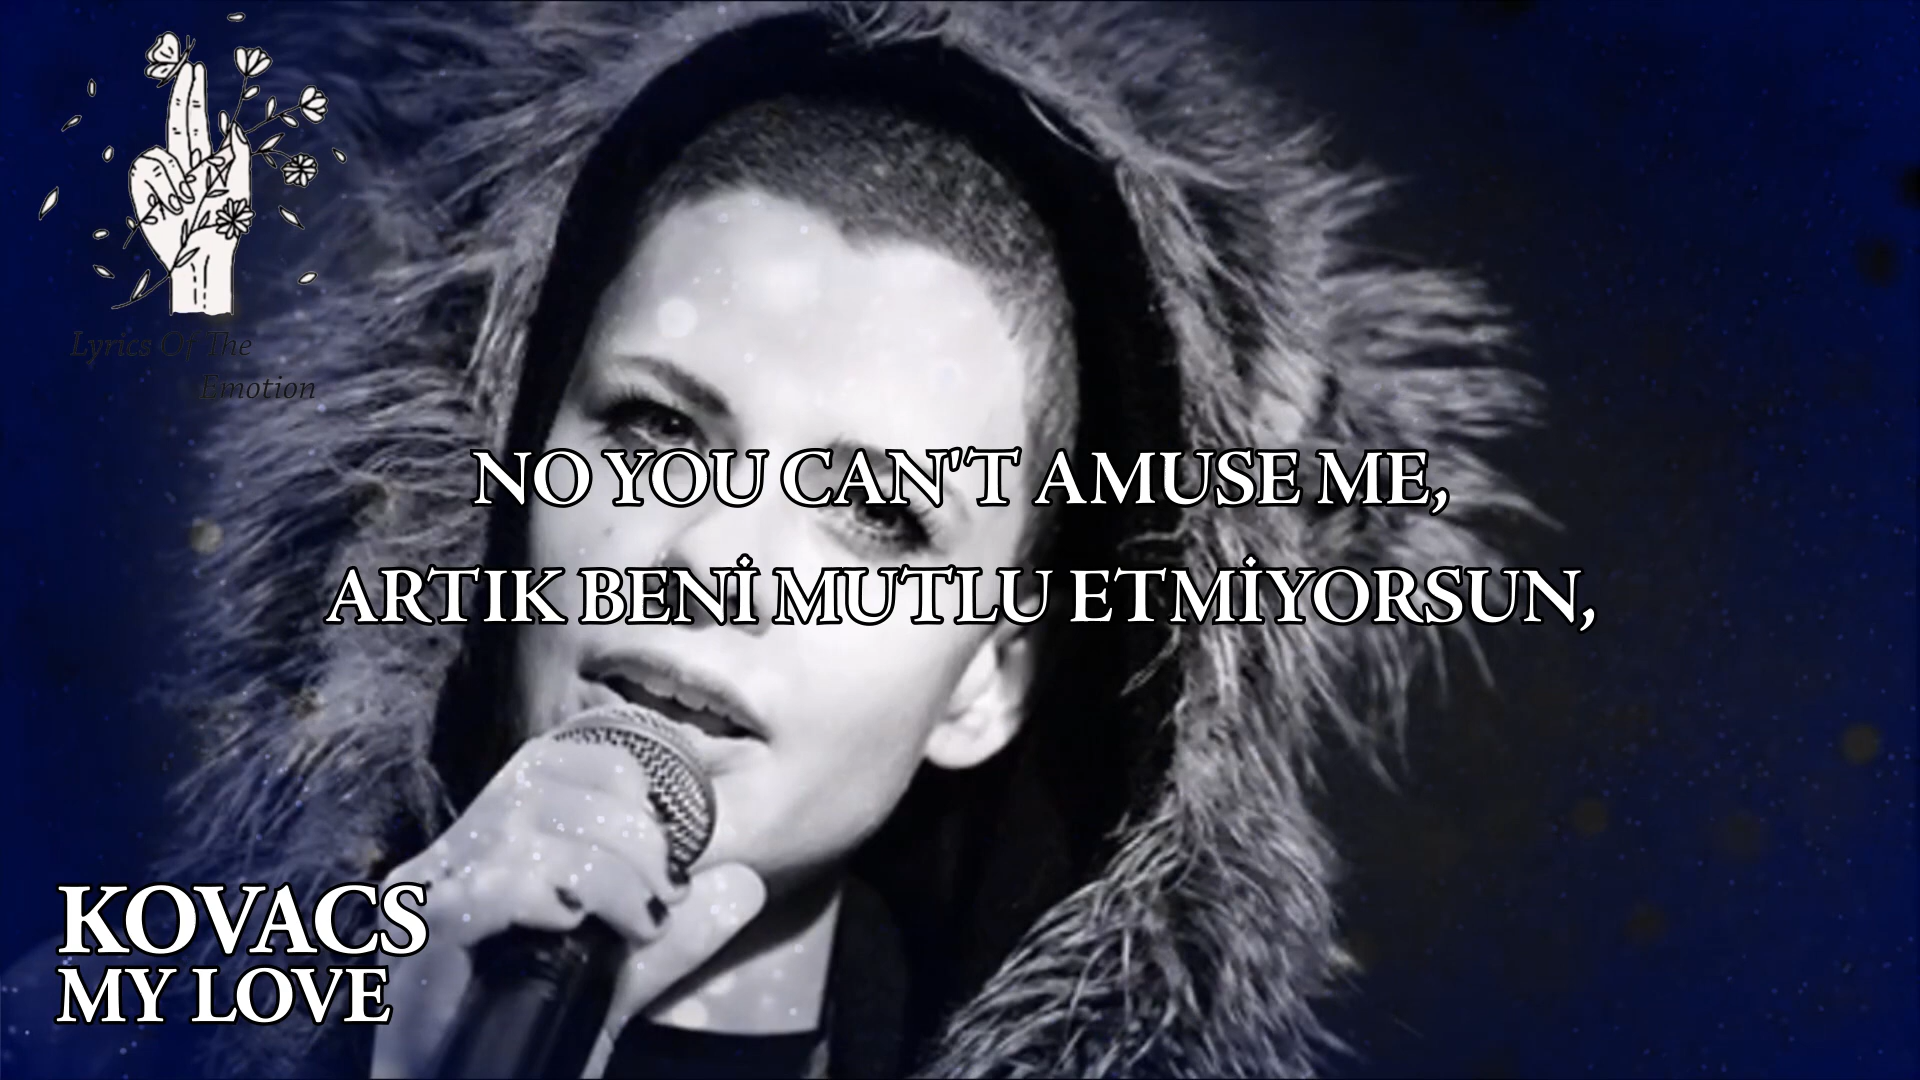 Lyrics Of The
Emotion
NO YOU CAN'T AMUSE ME,
ARTIK BENİ MUTLU ETMİYORSUN,
KOVACS
MY LOVE